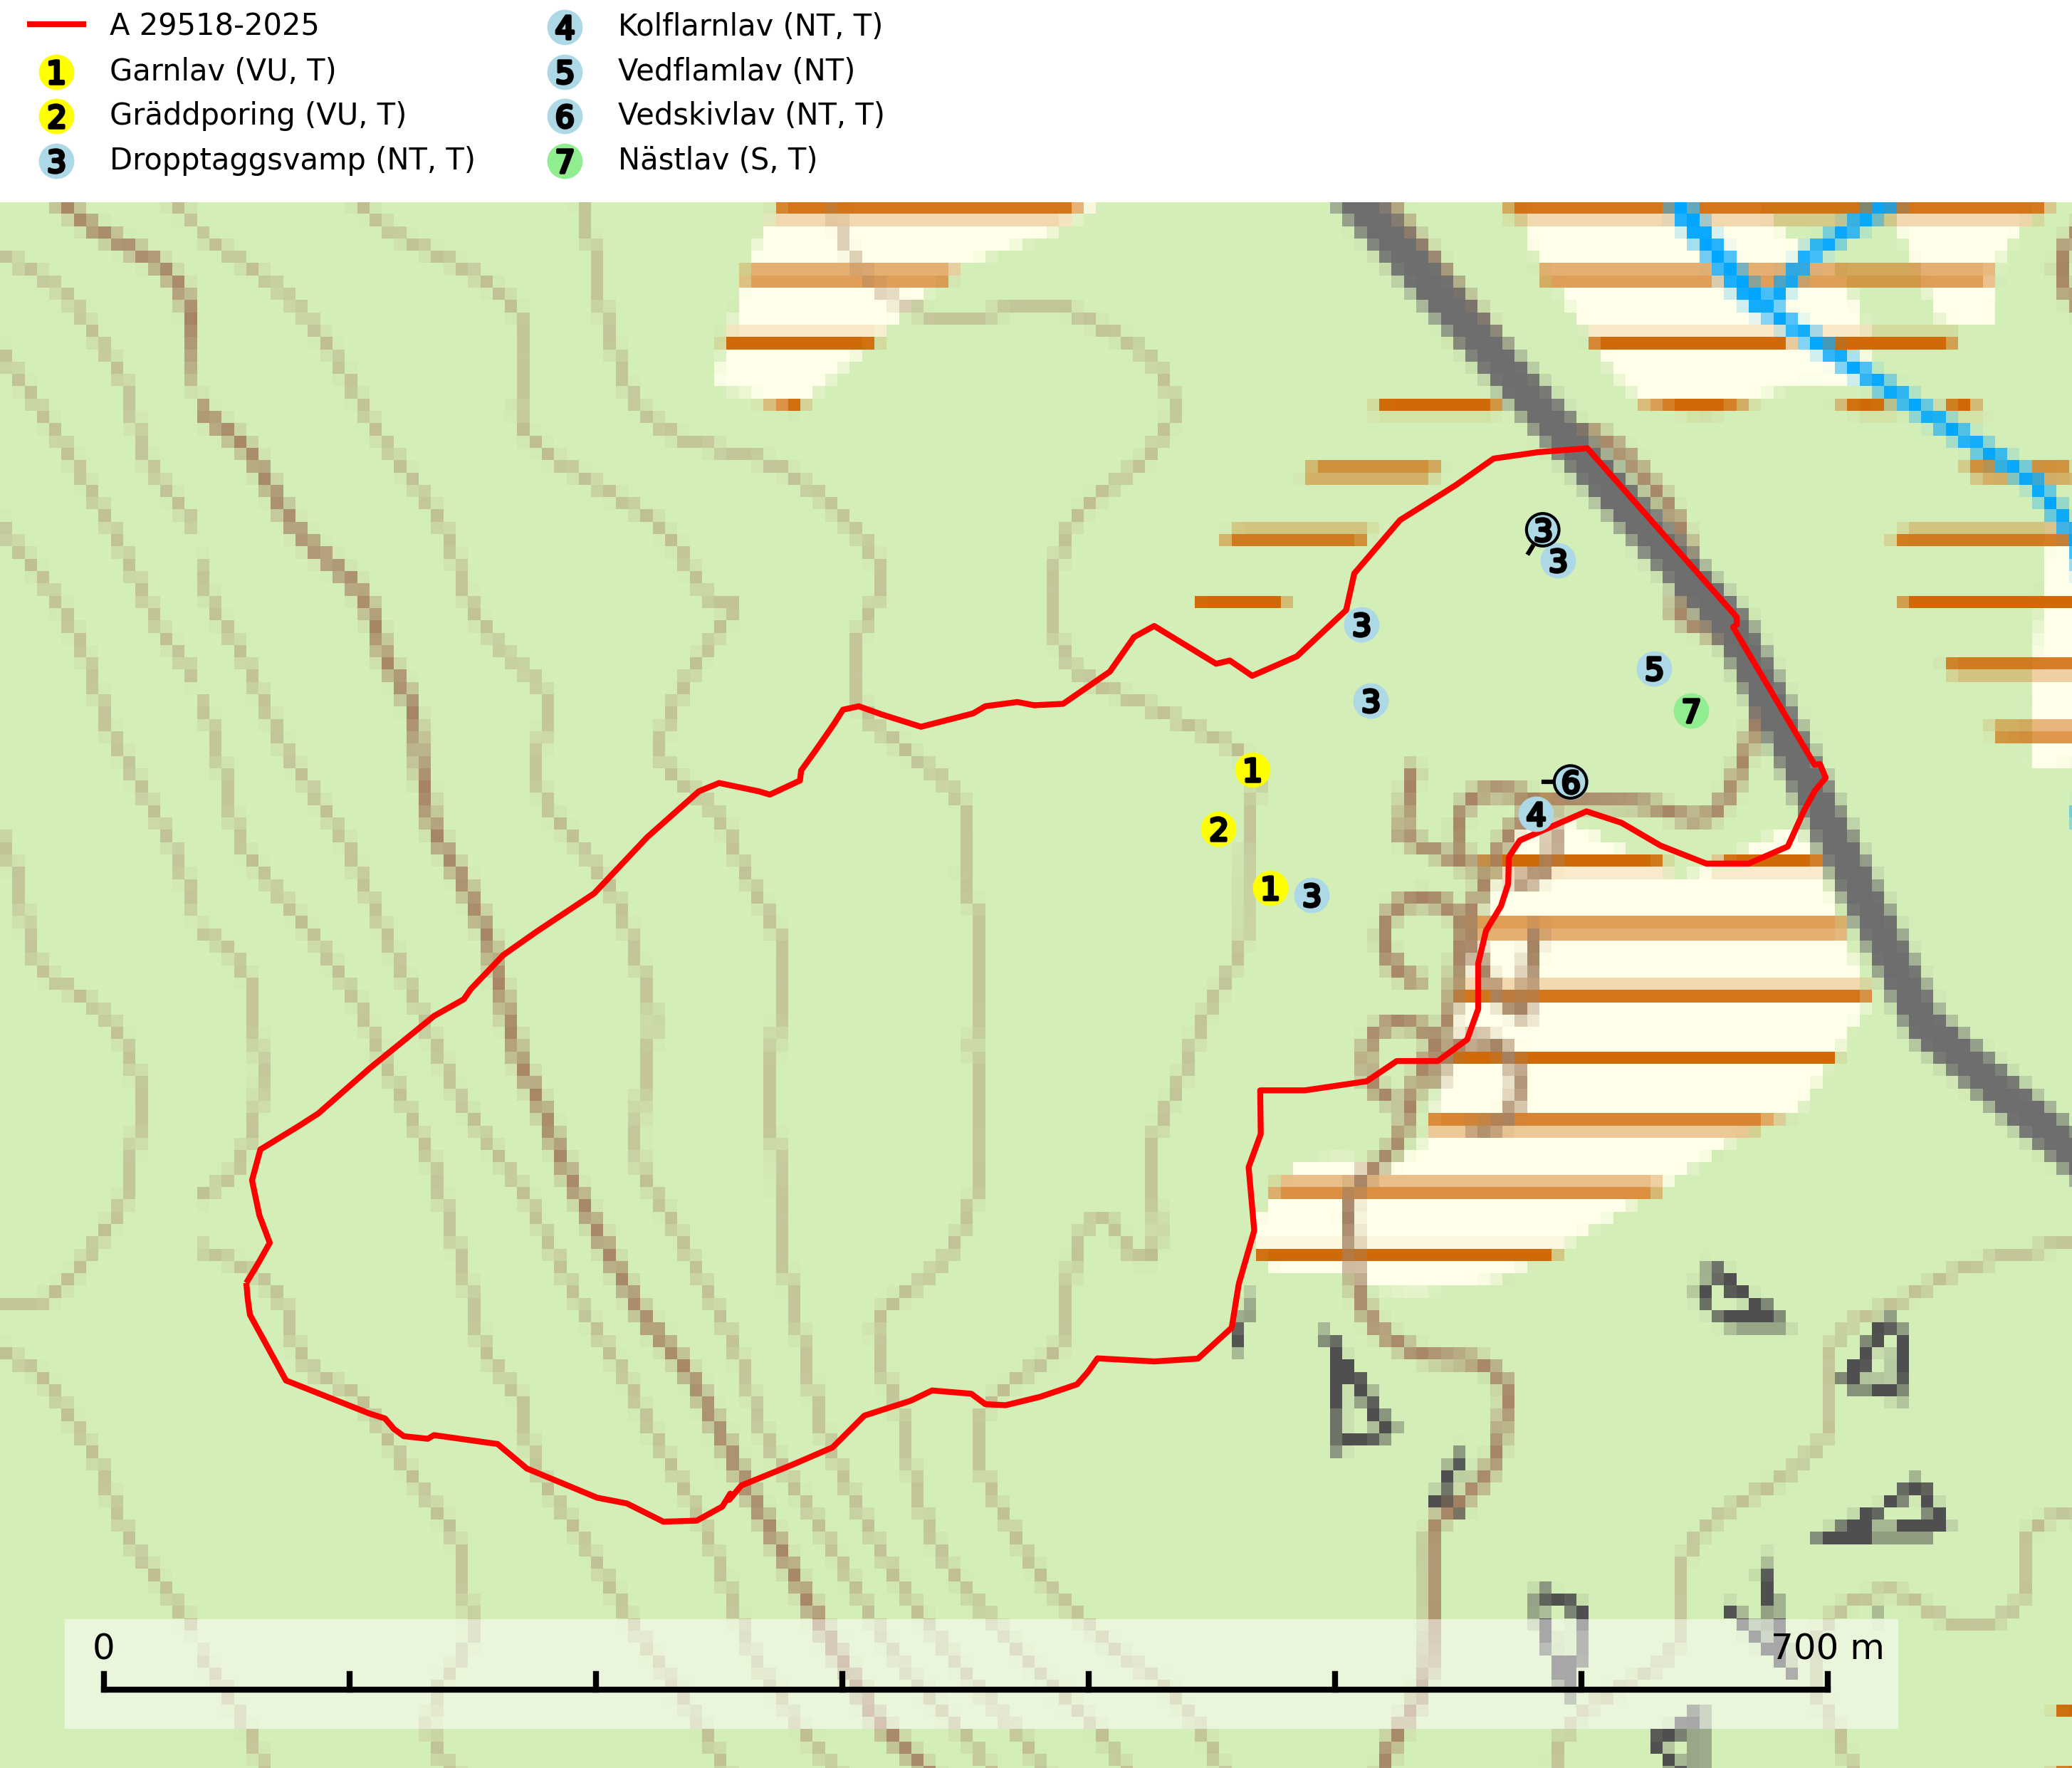 A 29518-2025
1 Garnlav (VU, T)
2 Gräddporing (VU, T)
3 Dropptaggsvamp (NT, T)
4 Kolflarnlav (NT, T)
5 Vedflamlav (NT)
6 Vedskivlav (NT, T)
7 Nästlav (S, T)
3
3
3
5
3
7
1
6
4
2
1
3
0 700 m